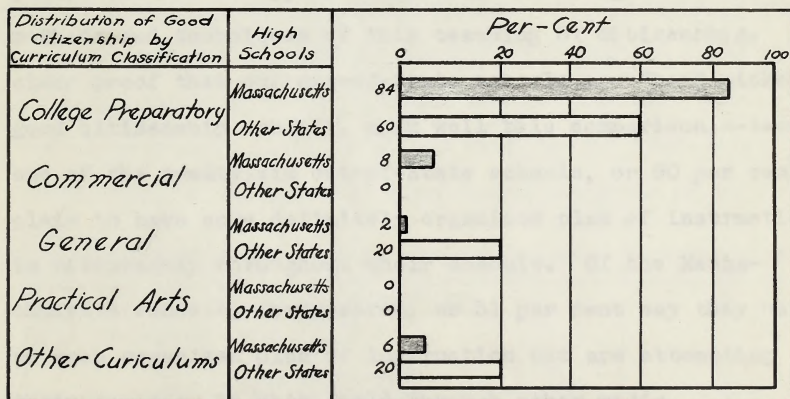 Distribution of Good
Citizenship by
Curriculum Classification
High
Schools
Per-Cent
0 20 40 60 80 100
College Preparatory
Massachusetts 84
Other States 60
Commercial
Massachusetts 8
Other States 0
General
Massachusetts 2
Other States 20
Practical Arts
Massachusetts 0
Other States 0
Other Curiculums
Massachusetts 6
Other States 20